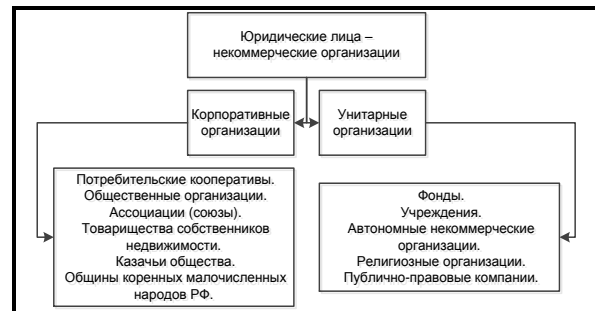 Юридические лица –
некоммерческие организации
Корпоративные
организации
Унитарные
организации
Потребительские кооперативы.
Общественные организации.
Ассоциации (союзы).
Товарищества собственников
недвижимости.
Казачьи общества.
Общины коренных малочисленных
народов РФ.
Фонды.
Учреждения.
Автономные некоммерческие
организации.
Религиозные организации.
Публично-правовые компании.